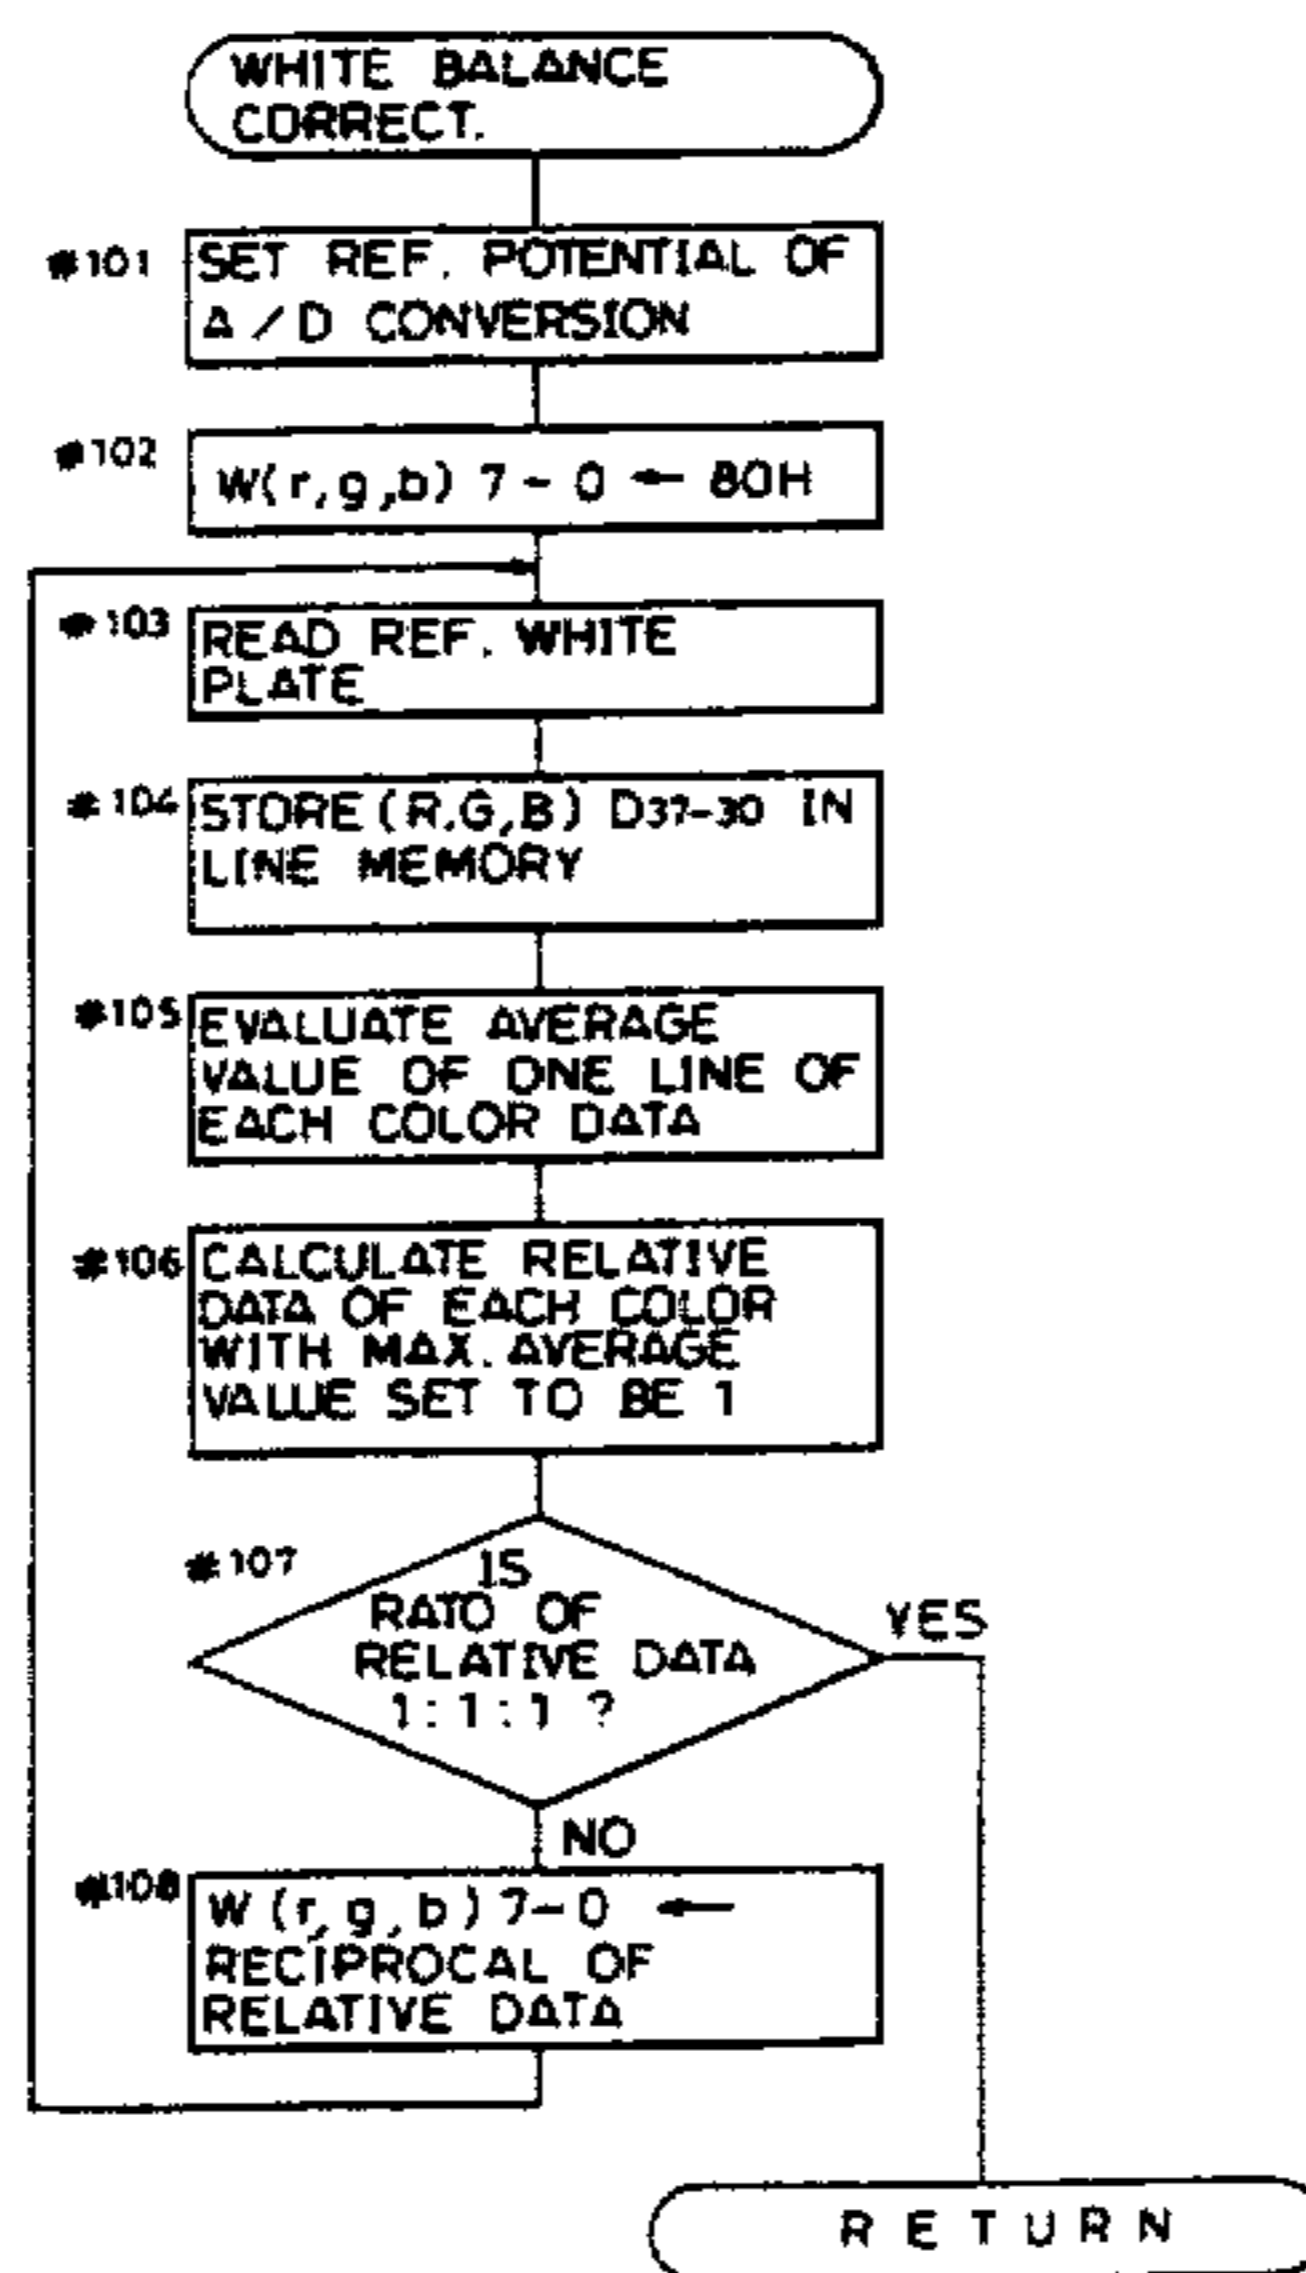 WHITE BALANCE
CORRECT.
#101
SET REF. POTENTIAL OF
A/D CONVERSION
#102
W(r,g,b) 7-0 ← 80H
#103
READ REF. WHITE
PLATE
#104
STORE (R,G,B) D37-30 IN
LINE MEMORY
#105
EVALUATE AVERAGE
VALUE OF ONE LINE OF
EACH COLOR DATA
#106
CALCULATE RELATIVE
DATA OF EACH COLOR
WITH MAX. AVERAGE
VALUE SET TO BE 1
#107
IS
RATO OF
RELATIVE DATA
1:1:1 ?
YES
NO
#108
W(r,g,b) 7-0 ←
RECIPROCAL OF
RELATIVE DATA
RETURN